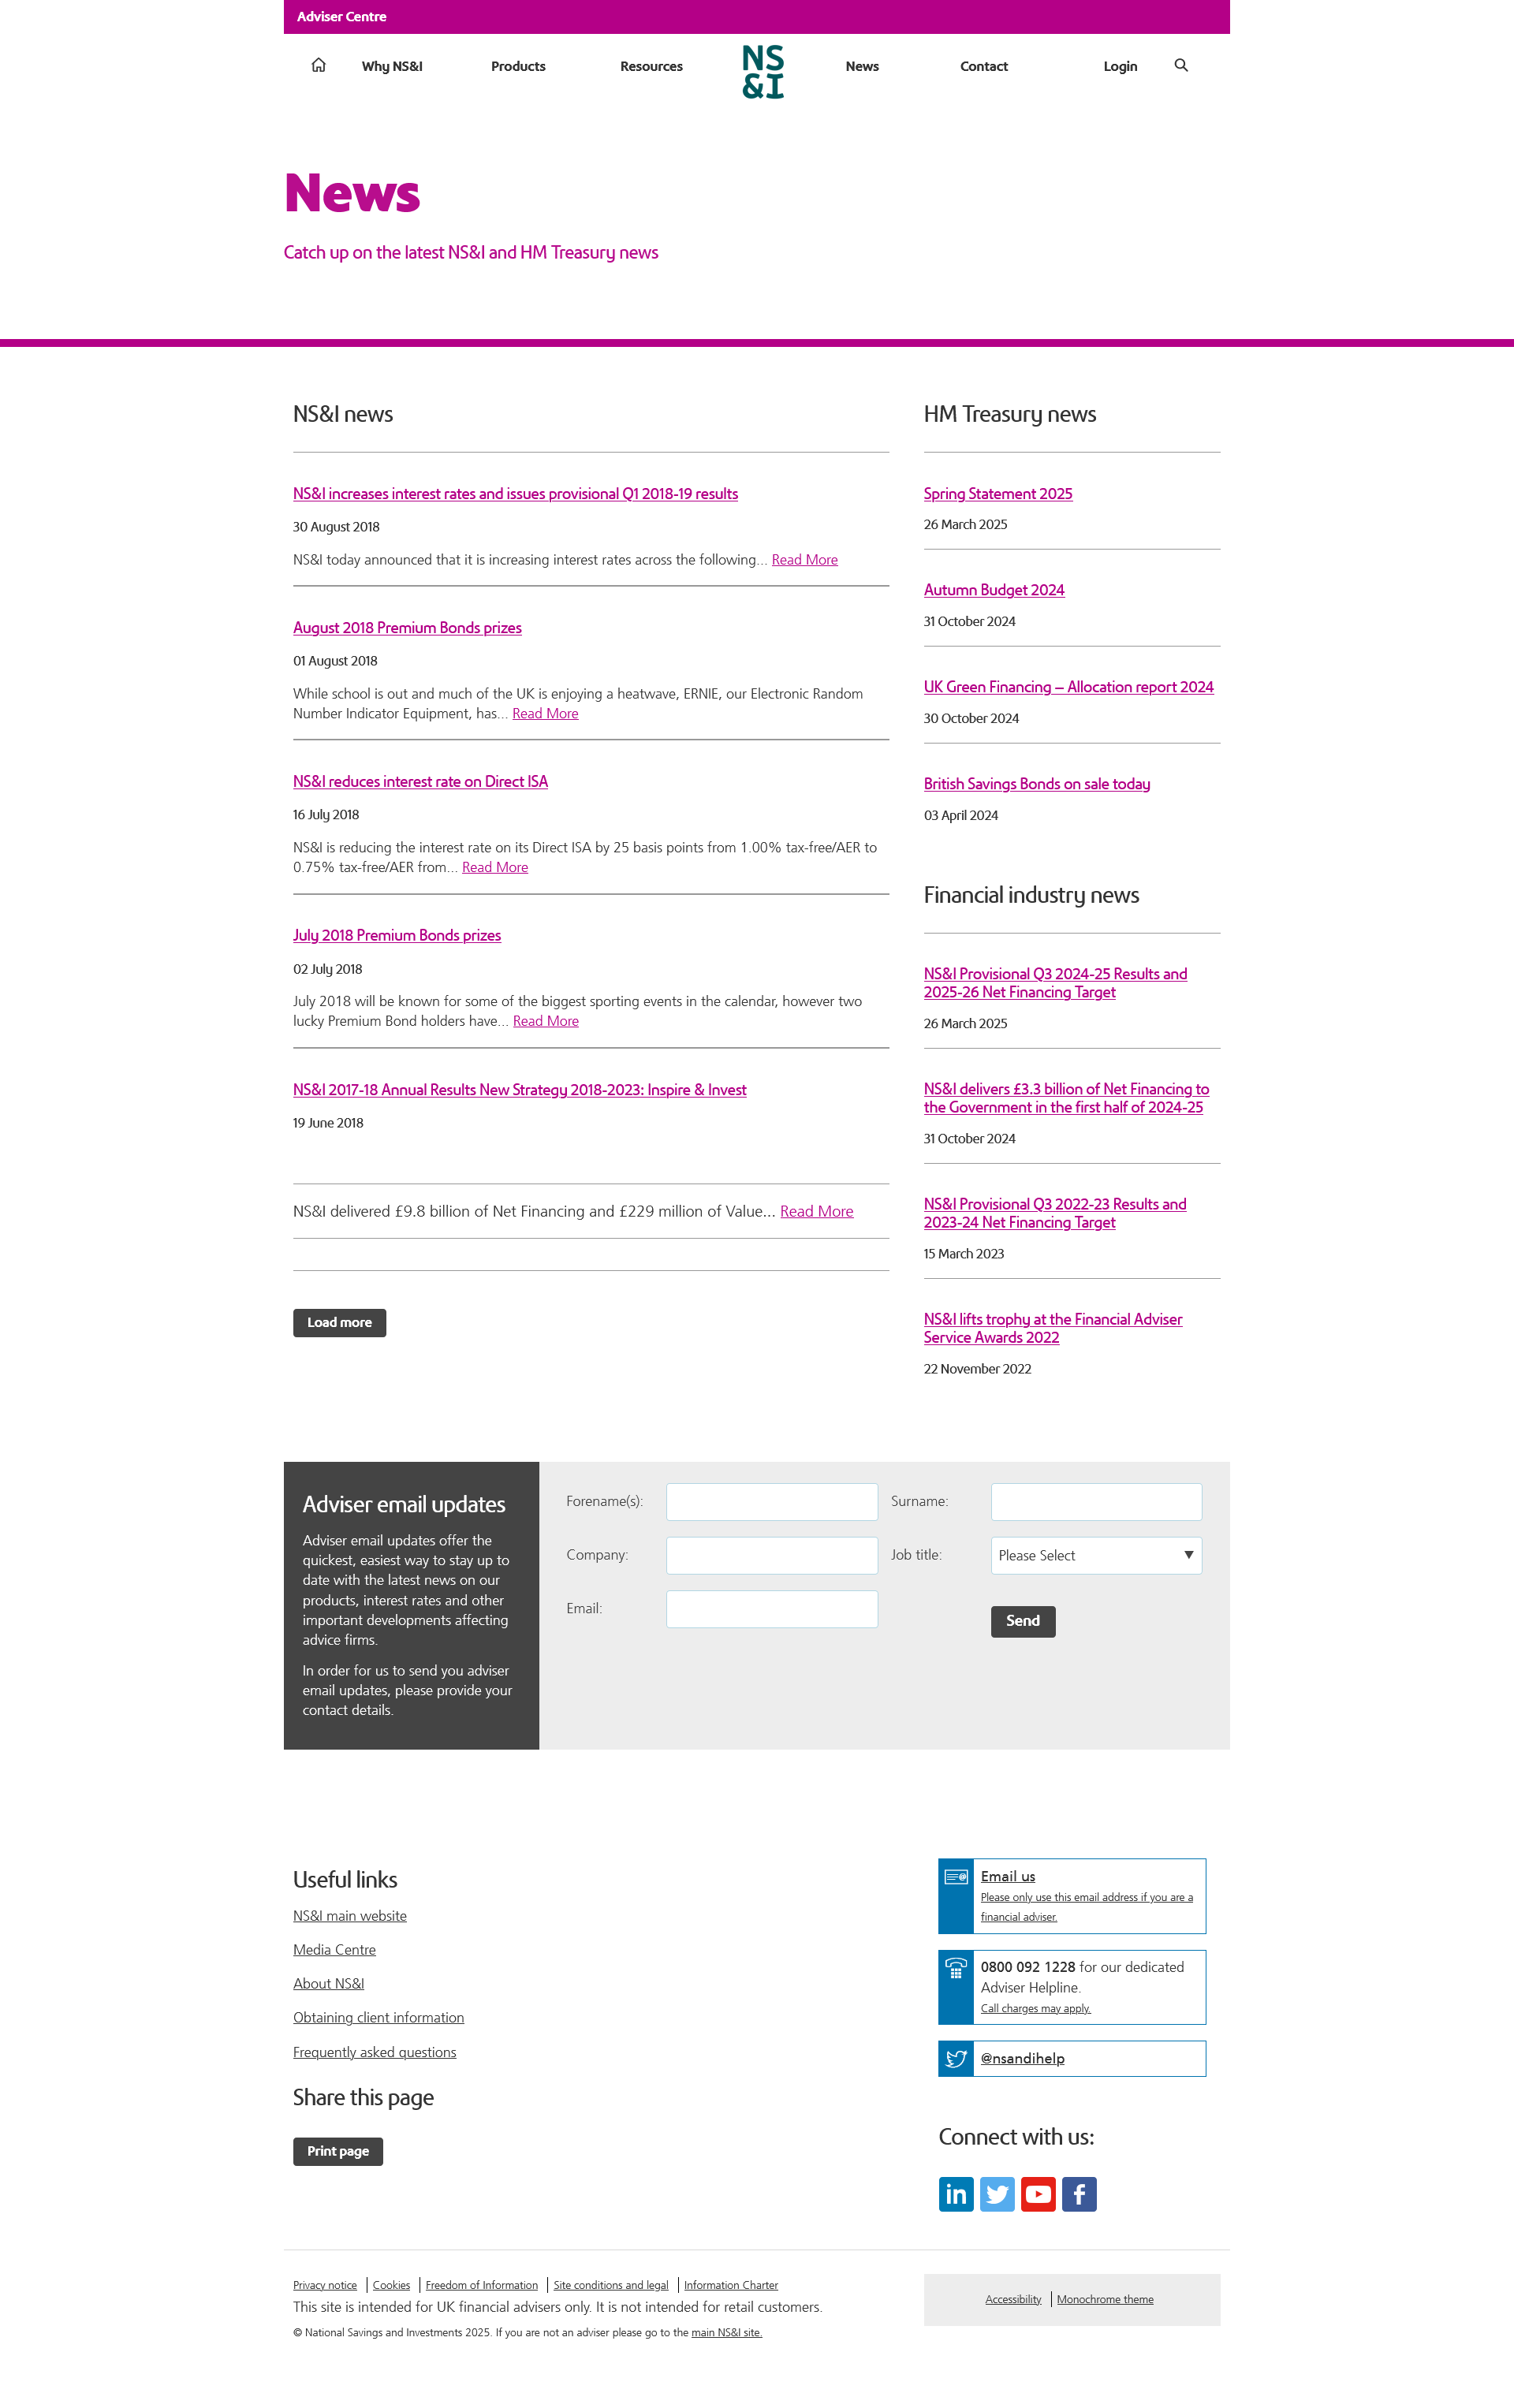 Adviser Centre
Why NS&I
Products
Resources
NS
&I
News
Contact
Login
News
Catch up on the latest NS&I and HM Treasury news
NS&I news
NS&I increases interest rates and issues provisional Q1 2018-19 results
30 August 2018
NS&I today announced that it is increasing interest rates across the following... Read More
August 2018 Premium Bonds prizes
01 August 2018
While school is out and much of the UK is enjoying a heatwave, ERNIE, our Electronic Random
Number Indicator Equipment, has... Read More
NS&I reduces interest rate on Direct ISA
16 July 2018
NS&I is reducing the interest rate on its Direct ISA by 25 basis points from 1.00% tax-free/AER to
0.75% tax-free/AER from... Read More
July 2018 Premium Bonds prizes
02 July 2018
July 2018 will be known for some of the biggest sporting events in the calendar, however two
lucky Premium Bond holders have... Read More
NS&I 2017-18 Annual Results New Strategy 2018-2023: Inspire & Invest
19 June 2018
NS&I delivered £9.8 billion of Net Financing and £229 million of Value... Read More
Load more
HM Treasury news
Spring Statement 2025
26 March 2025
Autumn Budget 2024
31 October 2024
UK Green Financing – Allocation report 2024
30 October 2024
British Savings Bonds on sale today
03 April 2024
Financial industry news
NS&I Provisional Q3 2024-25 Results and
2025-26 Net Financing Target
26 March 2025
NS&I delivers £3.3 billion of Net Financing to
the Government in the first half of 2024-25
31 October 2024
NS&I Provisional Q3 2022-23 Results and
2023-24 Net Financing Target
15 March 2023
NS&I lifts trophy at the Financial Adviser
Service Awards 2022
22 November 2022
Adviser email updates
Adviser email updates offer the
quickest, easiest way to stay up to
date with the latest news on our
products, interest rates and other
important developments affecting
advice firms.
In order for us to send you adviser
email updates, please provide your
contact details.
Forename(s):
Surname:
Company:
Job title:
Please Select
Email:
Send
Useful links
NS&I main website
Media Centre
About NS&I
Obtaining client information
Frequently asked questions
Share this page
Print page
Email us
Please only use this email address if you are a
financial adviser.
0800 092 1228 for our dedicated
Adviser Helpline.
Call charges may apply.
@nsandihelp
Connect with us:
Privacy notice
Cookies
Freedom of Information
Site conditions and legal
Information Charter
This site is intended for UK financial advisers only. It is not intended for retail customers.
© National Savings and Investments 2025. If you are not an adviser please go to the main NS&I site.
Accessibility
Monochrome theme